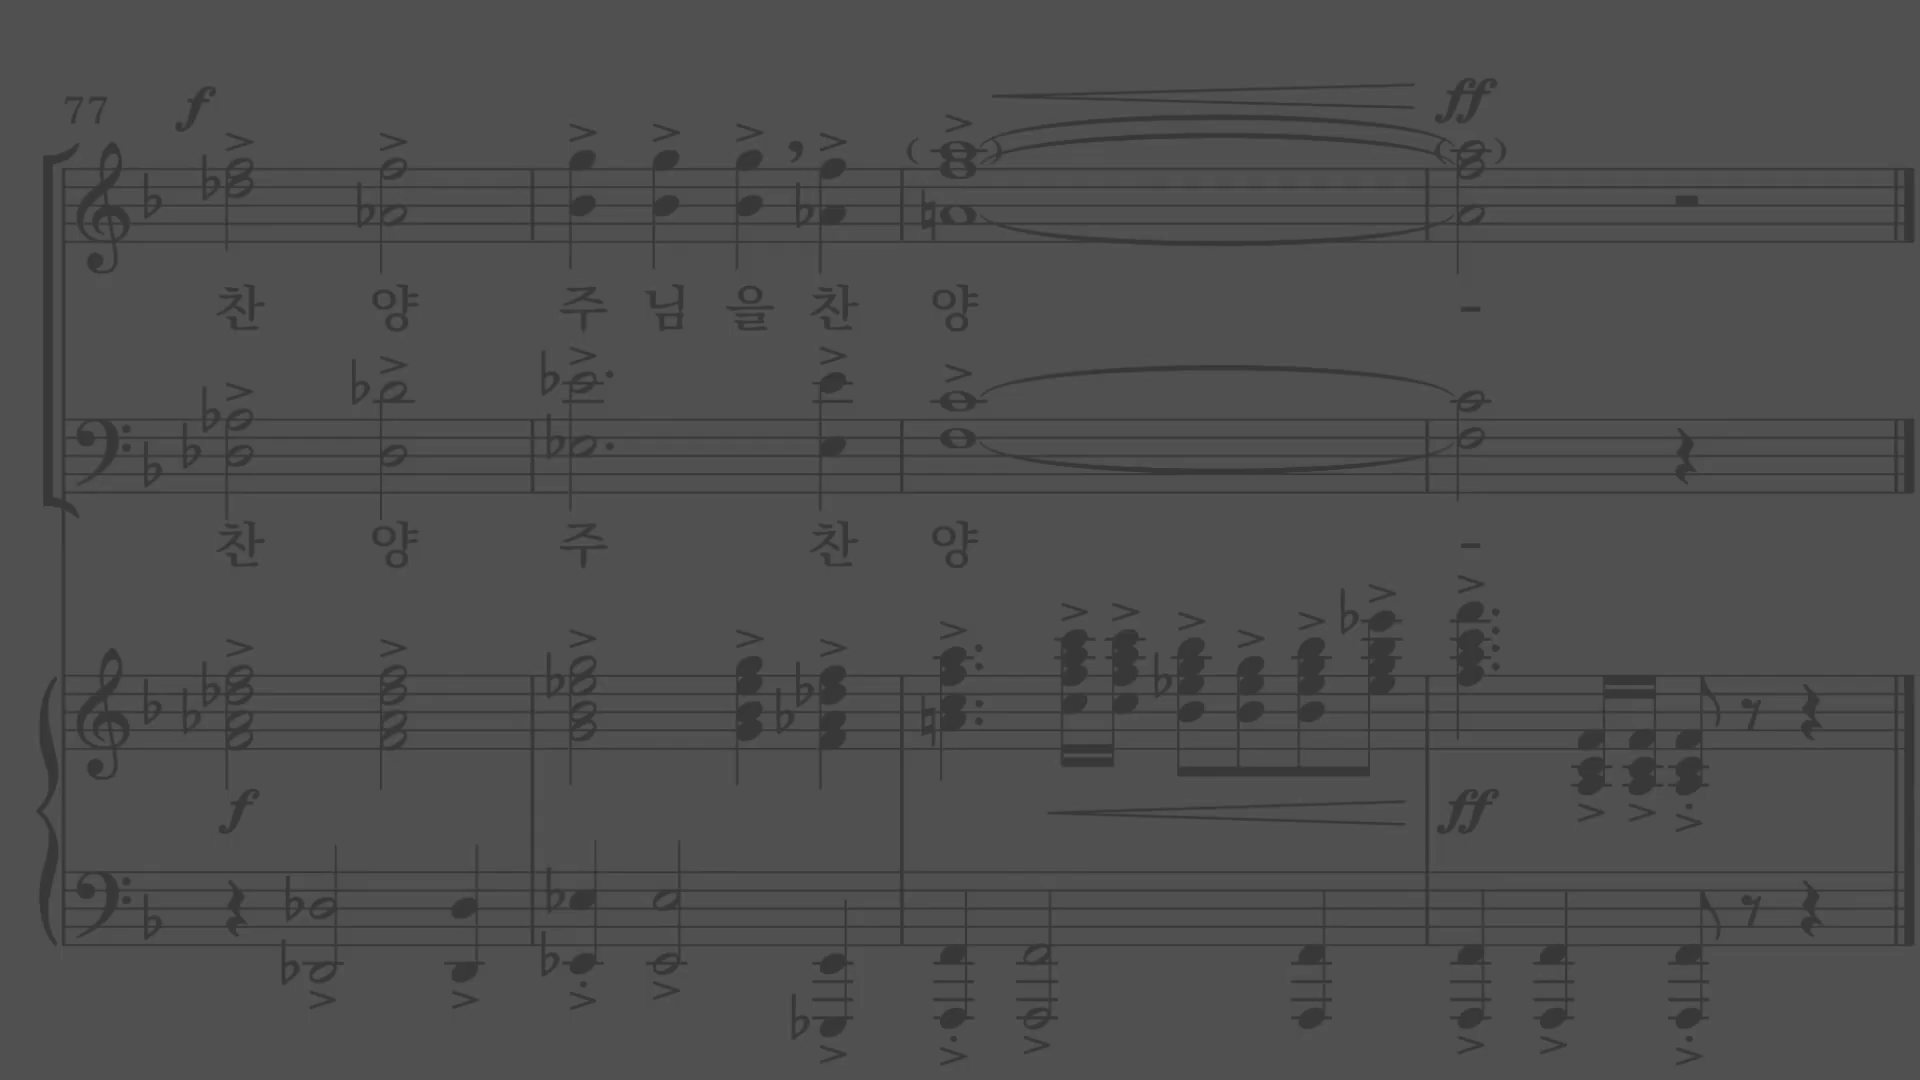 77 f ff
찬 양 주 님 을 찬 양 -
찬 양 주 찬 양 -
f ff